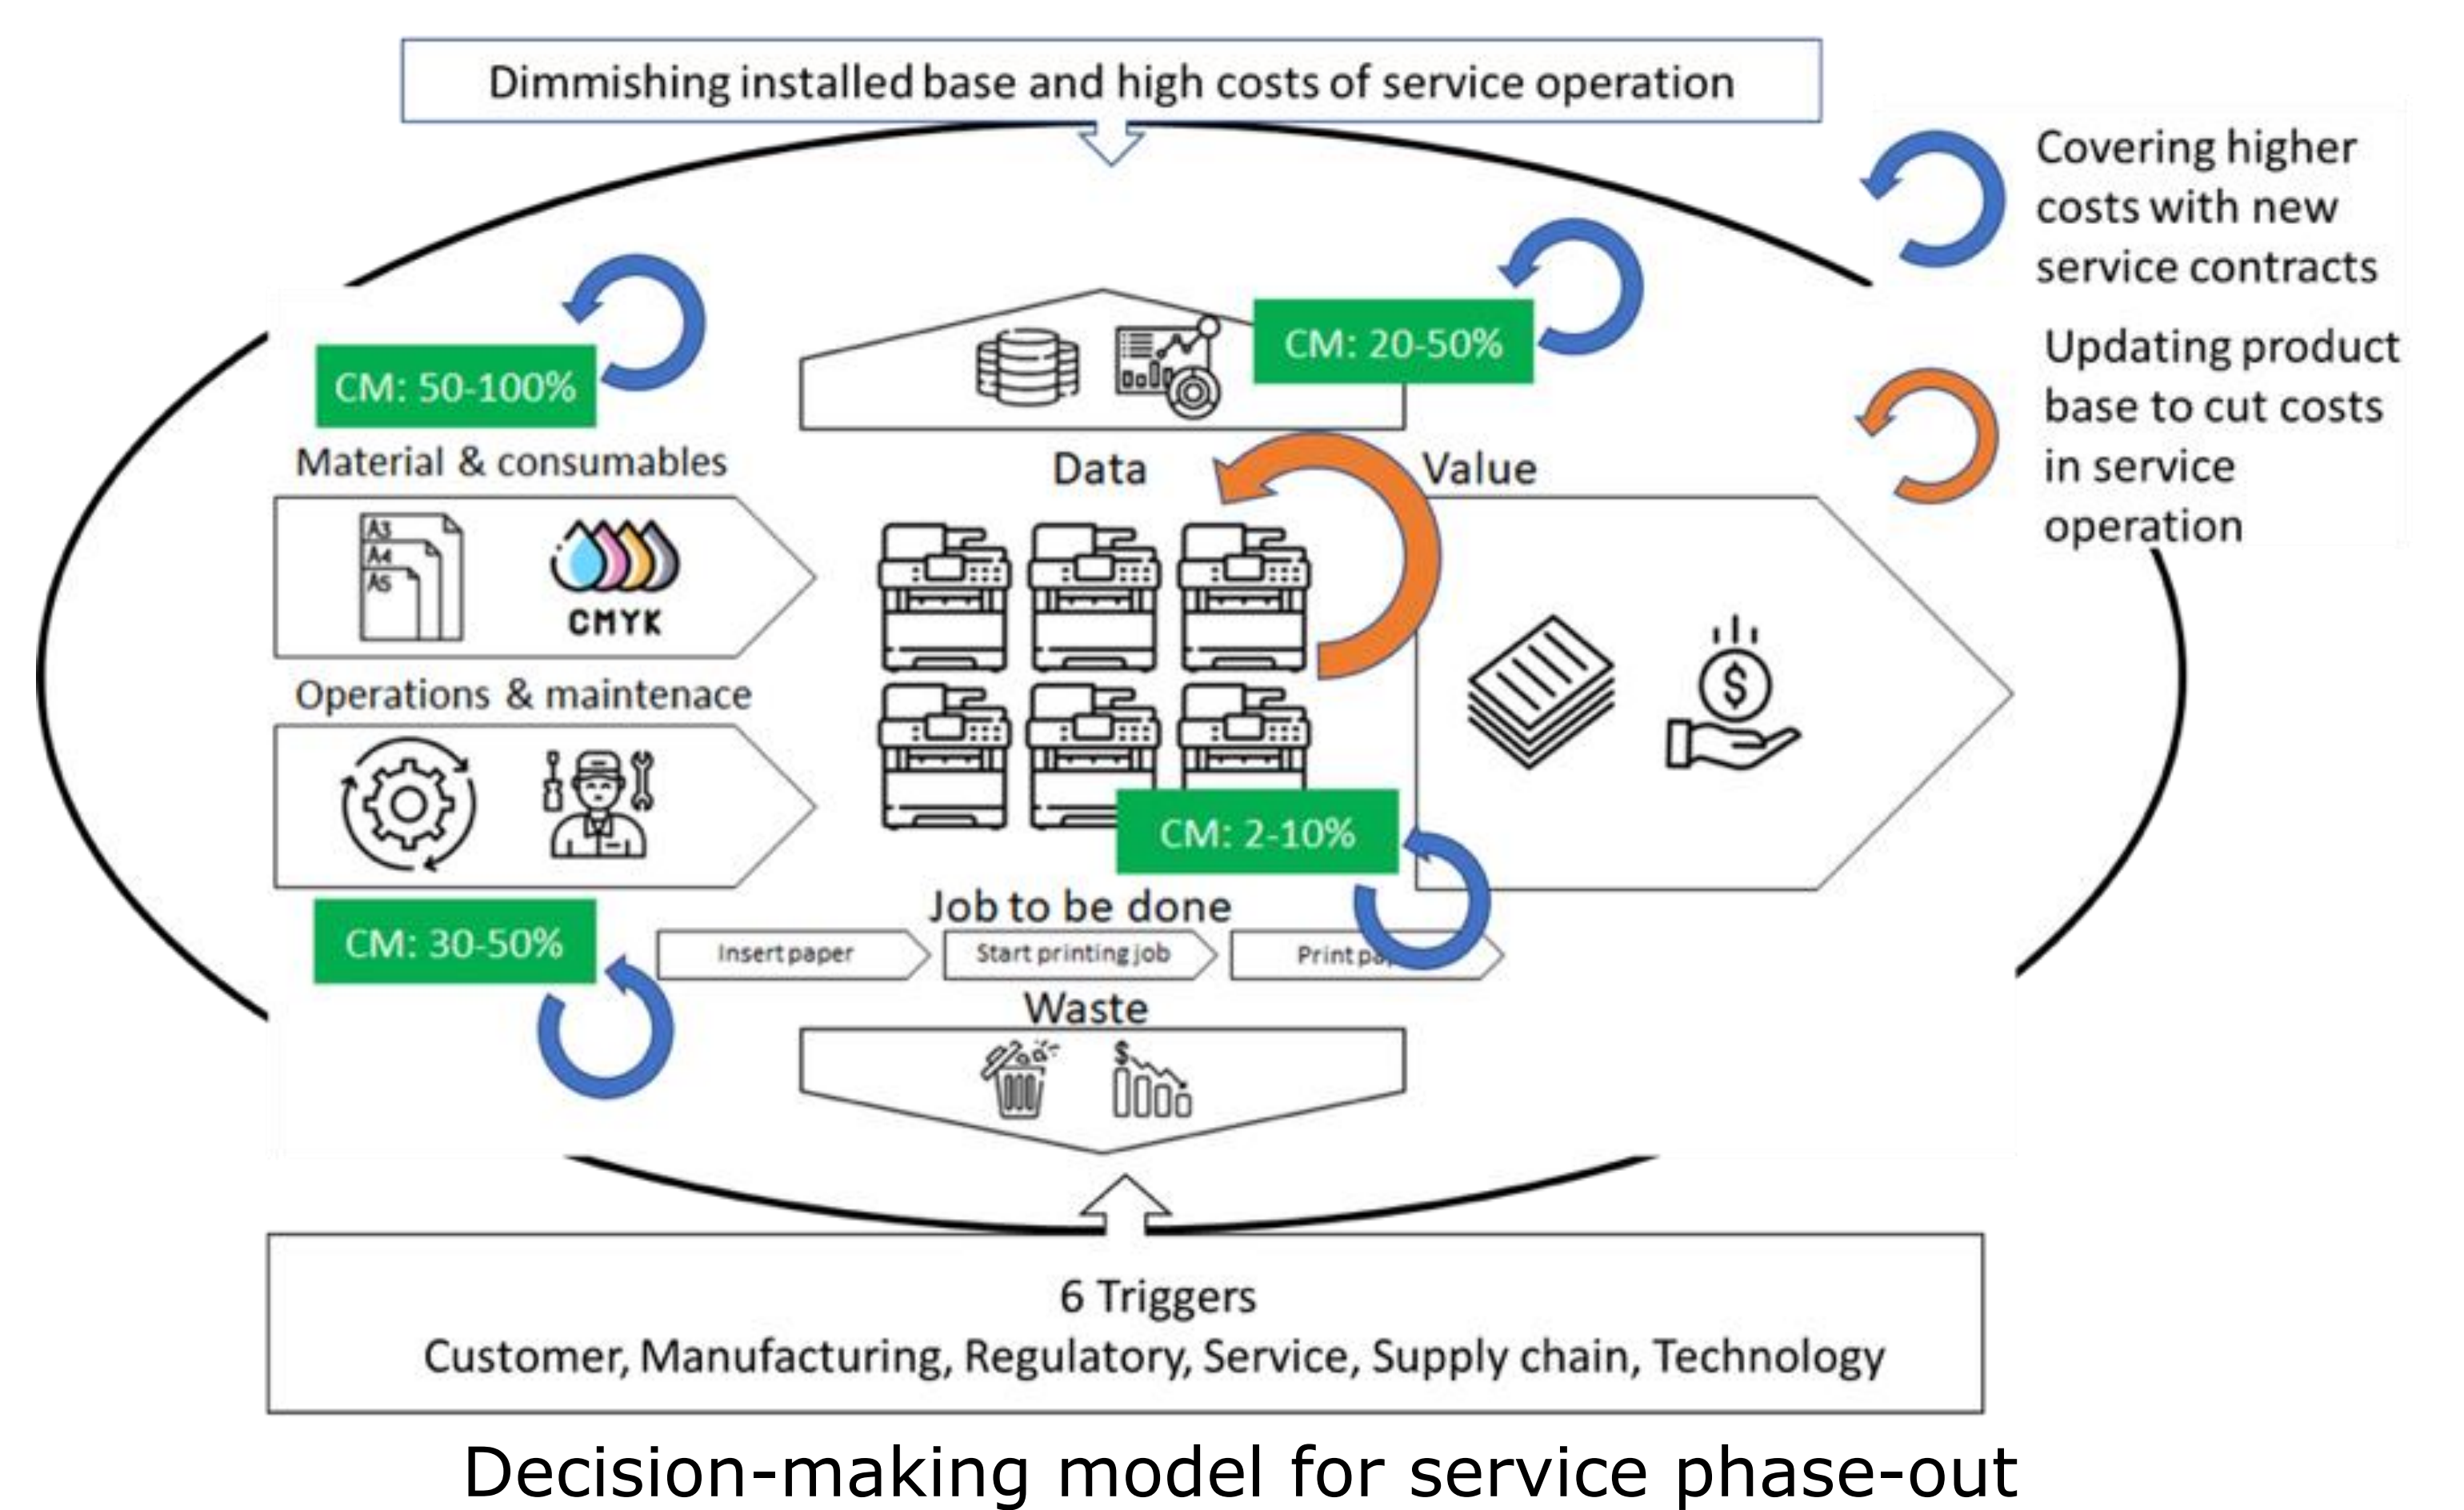 Dimmishing installed base and high costs of service operation
Covering higher
costs with new
service contracts
Updating product
base to cut costs
in service
operation
CM: 50-100%
CM: 20-50%
Material & consumables
Data
Value
A3
A4
A5
CMYK
Operations & maintenace
$
CM: 2-10%
CM: 30-50%
Job to be done
Insert paper
Start printing job
Print
Waste
$
6 Triggers
Customer, Manufacturing, Regulatory, Service, Supply chain, Technology
Decision-making model for service phase-out